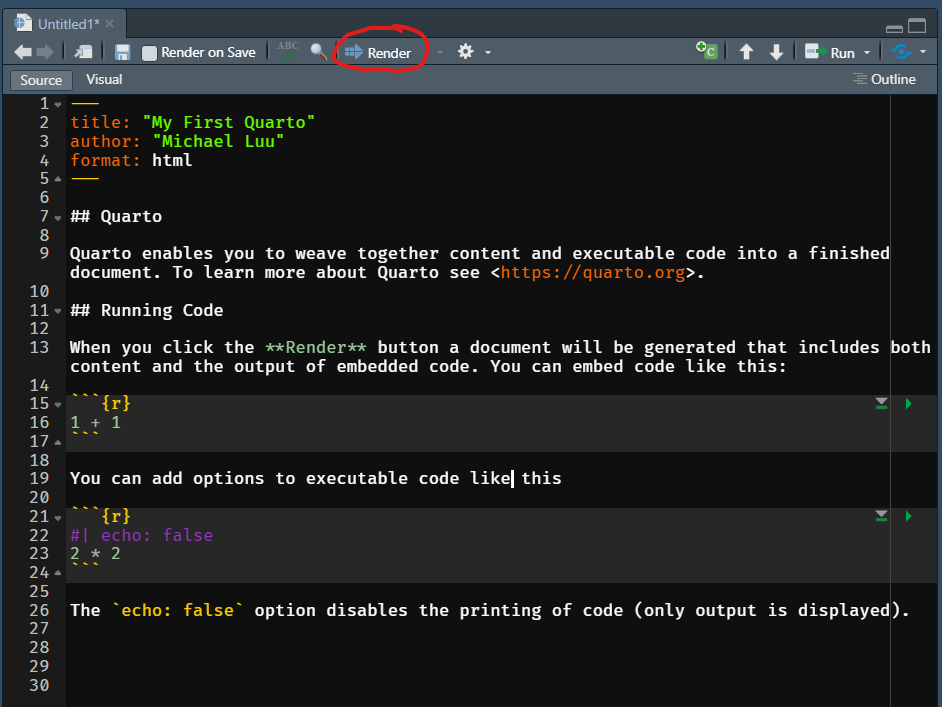 Untitled1*
Render on Save
ABC
Render
Run
Source
Visual
Outline
1 ---
2 title: "My First Quarto"
3 author: "Michael Luu"
4 format: html
5 ---
6
7 ## Quarto
8
9 Quarto enables you to weave together content and executable code into a finished
document. To learn more about Quarto see <https://quarto.org>.
10
11 ## Running Code
12
13 When you click the **Render** button a document will be generated that includes both
content and the output of embedded code. You can embed code like this:
14
15 ```{r}
16 1 + 1
17 ```
18
19 You can add options to executable code like this
20
21 ```{r}
22 #| echo: false
23 2 * 2
24 ```
25
26 The `echo: false` option disables the printing of code (only output is displayed).
27
28
29
30